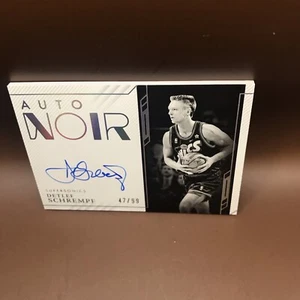 AUTO
NOIR
SUPERSONICS
DETLEF
SCHREMPF
47/99